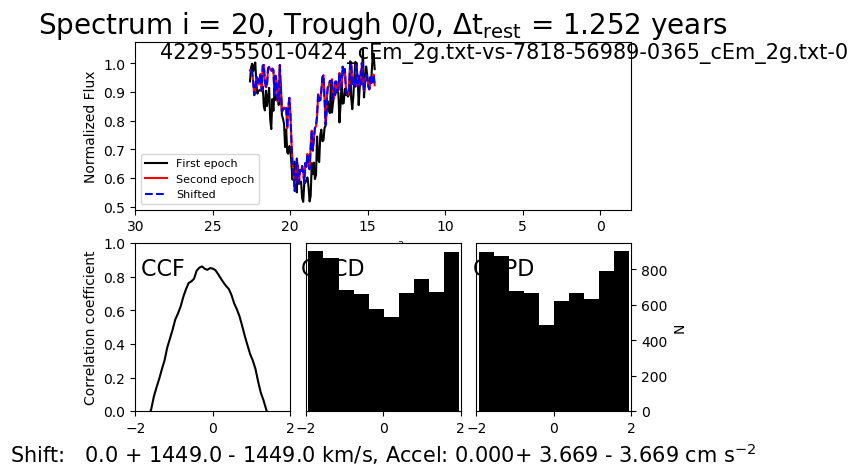 Spectrum i = 20, Trough 0/0, Δt_rest = 1.252 years
4229-55501-0424_cEm_2g.txt-vs-7818-56989-0365_cEm_2g.txt-0
Normalized Flux
1.0
0.9
0.8
0.7
0.6
0.5
First epoch
Second epoch
Shifted
30 25 20 15 10 5 0
Correlation coefficient
1.0
0.8
0.6
0.4
0.2
0.0
CCF
−2 0 2
CD
−2 0 2
PD
−2 0 2
800
600
400
200
0
N
Shift: 0.0 + 1449.0 - 1449.0 km/s, Accel: 0.000+ 3.669 - 3.669 cm s⁻²